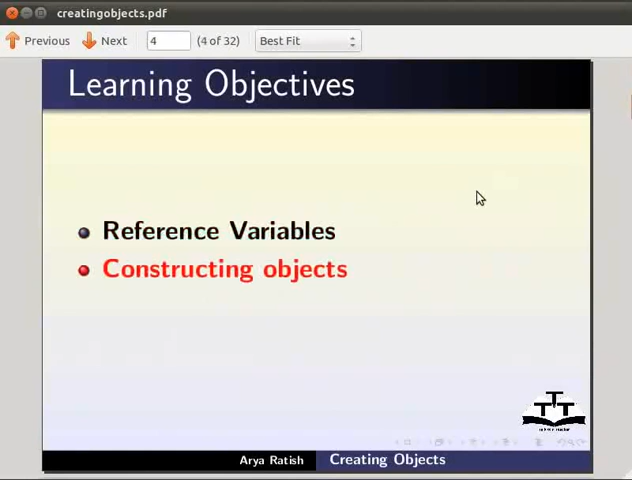 creatingobjects.pdf
Previous Next 4 (4 of 32) Best Fit
Learning Objectives
Reference Variables
Constructing objects
TTT
Arya Ratish Creating Objects